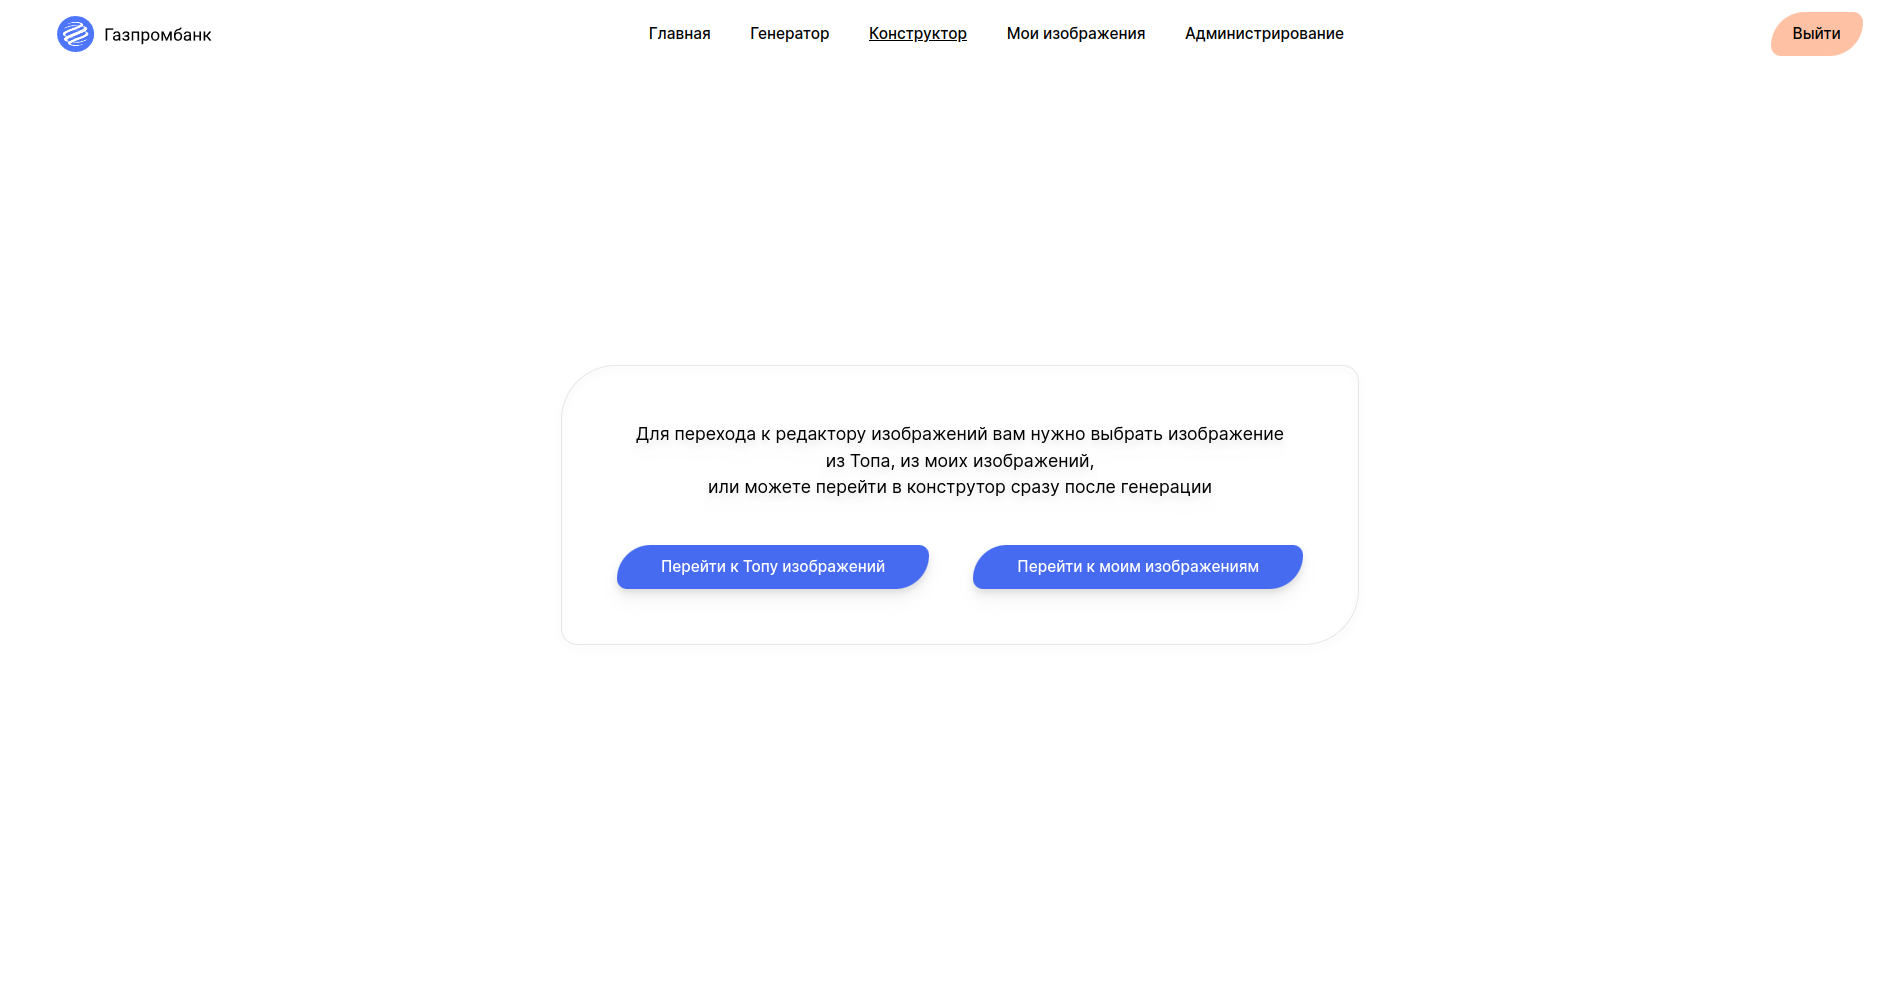 Газпромбанк
Главная
Генератор
Конструктор
Мои изображения
Администрирование
Выйти
Для перехода к редактору изображений вам нужно выбрать изображение
из Топа, из моих изображений,
или можете перейти в конструтор сразу после генерации
Перейти к Топу изображений
Перейти к моим изображениям